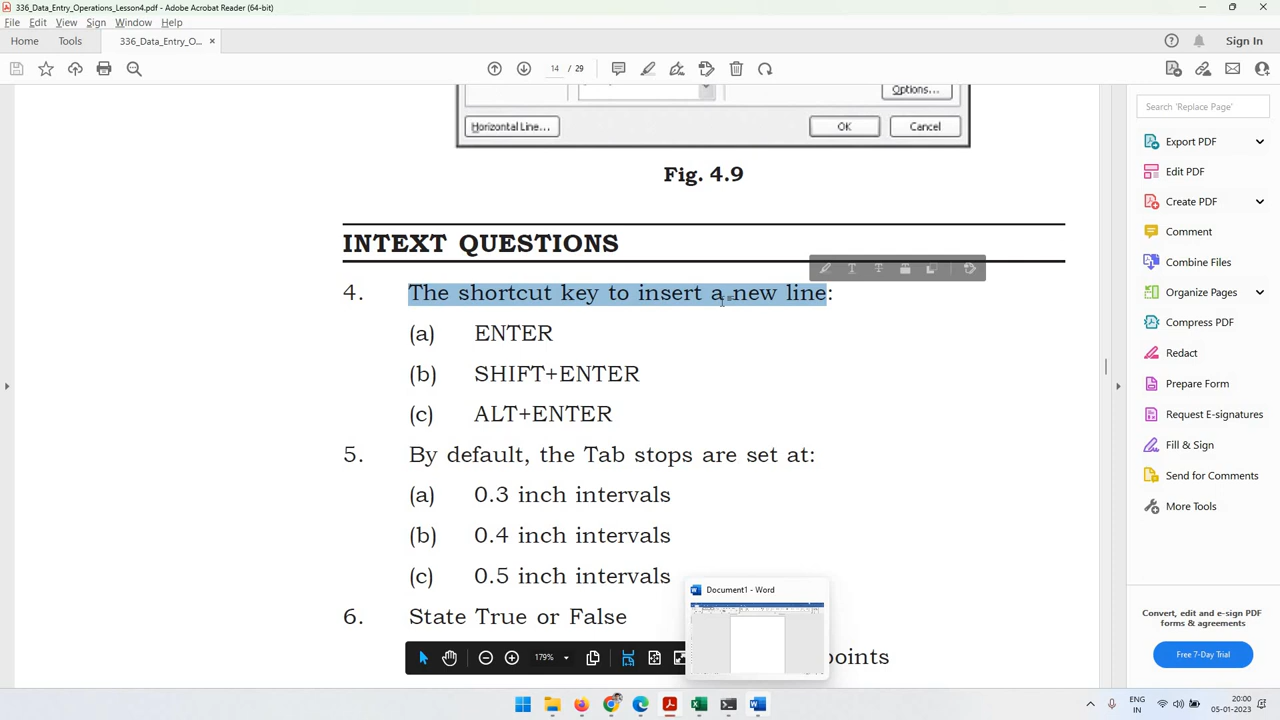 336_Data_Entry_Operations_Lesson4.pdf - Adobe Acrobat Reader (64-bit)
File Edit View Sign Window Help
Home Tools 336_Data_Entry_O... × Sign In
14 / 29
Search 'Replace Page'
Options...
Horizontal Line... OK Cancel
Fig. 4.9
INTEXT QUESTIONS
4. The shortcut key to insert a new line:
(a) ENTER
(b) SHIFT+ENTER
(c) ALT+ENTER
5. By default, the Tab stops are set at:
(a) 0.3 inch intervals
(b) 0.4 inch intervals
(c) 0.5 inch intervals
6. State True or False
points
Document1 - Word
179%
Export PDF
Edit PDF
Create PDF
Comment
Combine Files
Organize Pages
Compress PDF
Redact
Prepare Form
Request E-signatures
Fill & Sign
Send for Comments
More Tools
Convert, edit and e-sign PDF
forms & agreements
Free 7-Day Trial
ENG
IN
20:00
05-01-2023